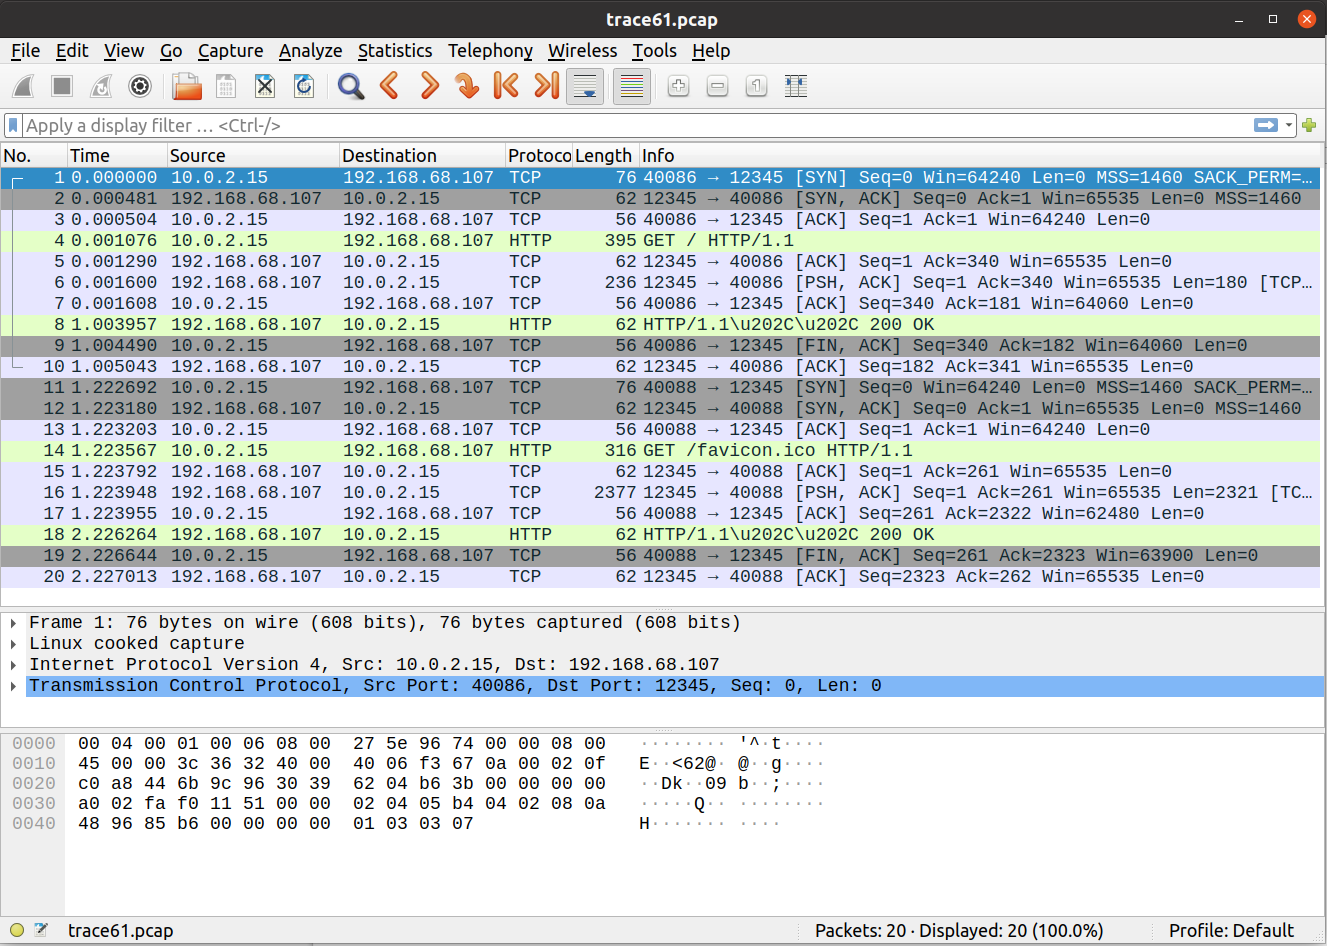 trace61.pcap
File Edit View Go Capture Analyze Statistics Telephony Wireless Tools Help
Apply a display filter … <Ctrl-/>
No. Time Source Destination Protoco Length Info
1 0.000000 10.0.2.15 192.168.68.107 TCP 76 40086 → 12345 [SYN] Seq=0 Win=64240 Len=0 MSS=1460 SACK_PERM=…
2 0.000481 192.168.68.107 10.0.2.15 TCP 62 12345 → 40086 [SYN, ACK] Seq=0 Ack=1 Win=65535 Len=0 MSS=1460
3 0.000504 10.0.2.15 192.168.68.107 TCP 56 40086 → 12345 [ACK] Seq=1 Ack=1 Win=64240 Len=0
4 0.001076 10.0.2.15 192.168.68.107 HTTP 395 GET / HTTP/1.1
5 0.001290 192.168.68.107 10.0.2.15 TCP 62 12345 → 40086 [ACK] Seq=1 Ack=340 Win=65535 Len=0
6 0.001600 192.168.68.107 10.0.2.15 TCP 236 12345 → 40086 [PSH, ACK] Seq=1 Ack=340 Win=65535 Len=180 [TCP…
7 0.001608 10.0.2.15 192.168.68.107 TCP 56 40086 → 12345 [ACK] Seq=340 Ack=181 Win=64060 Len=0
8 1.003957 192.168.68.107 10.0.2.15 HTTP 62 HTTP/1.1\u202C\u202C 200 OK
9 1.004490 10.0.2.15 192.168.68.107 TCP 56 40086 → 12345 [FIN, ACK] Seq=340 Ack=182 Win=64060 Len=0
10 1.005043 192.168.68.107 10.0.2.15 TCP 62 12345 → 40086 [ACK] Seq=182 Ack=341 Win=65535 Len=0
11 1.222692 10.0.2.15 192.168.68.107 TCP 76 40088 → 12345 [SYN] Seq=0 Win=64240 Len=0 MSS=1460 SACK_PERM=…
12 1.223180 192.168.68.107 10.0.2.15 TCP 62 12345 → 40088 [SYN, ACK] Seq=0 Ack=1 Win=65535 Len=0 MSS=1460
13 1.223203 10.0.2.15 192.168.68.107 TCP 56 40088 → 12345 [ACK] Seq=1 Ack=1 Win=64240 Len=0
14 1.223567 10.0.2.15 192.168.68.107 HTTP 316 GET /favicon.ico HTTP/1.1
15 1.223792 192.168.68.107 10.0.2.15 TCP 62 12345 → 40088 [ACK] Seq=1 Ack=261 Win=65535 Len=0
16 1.223948 192.168.68.107 10.0.2.15 TCP 2377 12345 → 40088 [PSH, ACK] Seq=1 Ack=261 Win=65535 Len=2321 [TC…
17 1.223955 10.0.2.15 192.168.68.107 TCP 56 40088 → 12345 [ACK] Seq=261 Ack=2322 Win=62480 Len=0
18 2.226264 192.168.68.107 10.0.2.15 HTTP 62 HTTP/1.1\u202C\u202C 200 OK
19 2.226644 10.0.2.15 192.168.68.107 TCP 56 40088 → 12345 [FIN, ACK] Seq=261 Ack=2323 Win=63900 Len=0
20 2.227013 192.168.68.107 10.0.2.15 TCP 62 12345 → 40088 [ACK] Seq=2323 Ack=262 Win=65535 Len=0
Frame 1: 76 bytes on wire (608 bits), 76 bytes captured (608 bits)
Linux cooked capture
Internet Protocol Version 4, Src: 10.0.2.15, Dst: 192.168.68.107
Transmission Control Protocol, Src Port: 40086, Dst Port: 12345, Seq: 0, Len: 0
0000 00 04 00 01 00 06 08 00 27 5e 96 74 00 00 08 00 ········ '^·t····
0010 45 00 00 3c 36 32 40 00 40 06 f3 67 0a 00 02 0f E··<62@· @··g····
0020 c0 a8 44 6b 9c 96 30 39 62 04 b6 3b 00 00 00 00 ··Dk··09 b··;····
0030 a0 02 fa f0 11 51 00 00 02 04 05 b4 04 02 08 0a ·····Q·· ········
0040 48 96 85 b6 00 00 00 00 01 03 03 07 H······· ····
trace61.pcap Packets: 20 · Displayed: 20 (100.0%) Profile: Default